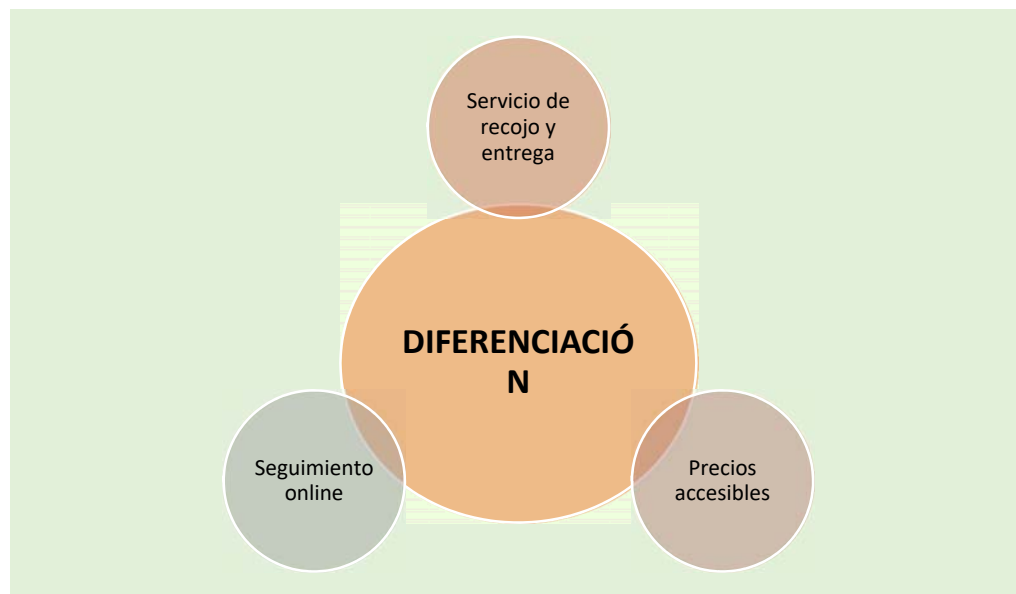 Servicio de
recojo y
entrega
DIFERENCIACIÓ
N
Seguimiento
online
Precios
accesibles